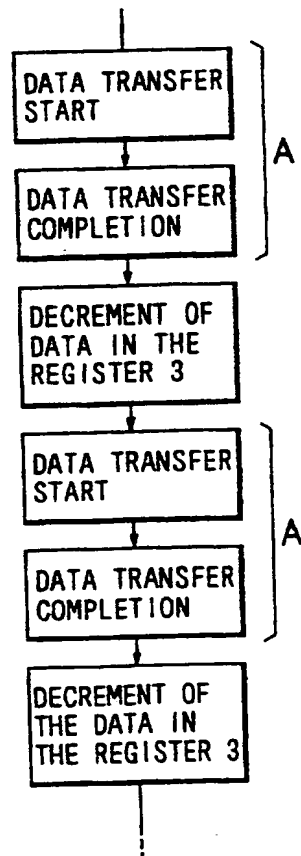 DATA TRANSFER
START
A
DATA TRANSFER
COMPLETION
DECREMENT OF
DATA IN THE
REGISTER 3
DATA TRANSFER
START
A
DATA TRANSFER
COMPLETION
DECREMENT OF
THE DATA IN
THE REGISTER 3